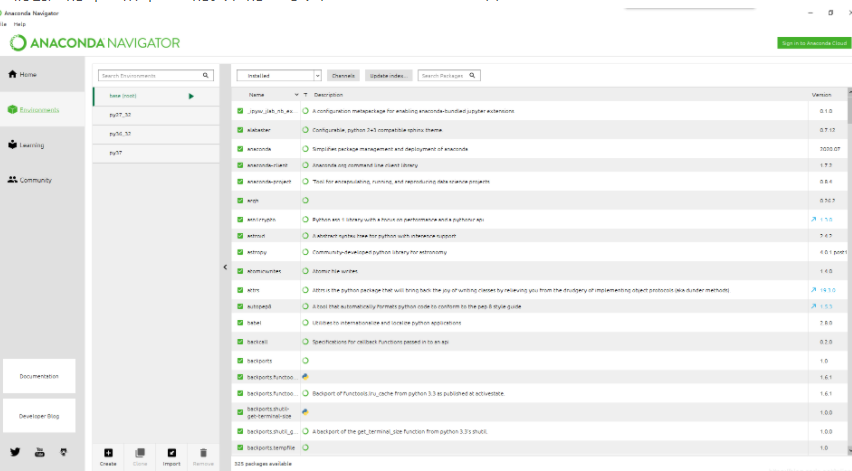 Anaconda Navigator
File Help
ANACONDA NAVIGATOR
Sign in to Anaconda Cloud
Home
Environments
Learning
Community
Documentation
Developer Blog
Search Environments
base (root)
py27_32
py36_32
py37
Create
Clone
Import
Remove
Installed
Channels
Update index...
Search Packages
Name T Description Version
_ipyw_jlab_nb_ex... A configuration metapackage for enabling anaconda-bundled jupyter extensions 0.1.0
alabaster Configurable, python 2+3 compatible sphinx theme. 0.7.12
anaconda Simplifies package management and deployment of anaconda 2020.07
anaconda-client Anaconda.org command line client library 1.7.2
anaconda-project Tool for encapsulating, running, and reproducing data science projects 0.8.4
argh 0.26.2
asn1crypto Python asn.1 library with a focus on performance and a pythonic api 1.3.0
astroid A abstract syntax tree for python with inference support 2.4.2
astropy Community-developed python library for astronomy 4.0.1.post1
atomicwrites Atomic file writes. 1.4.0
attrs Attrs is the python package that will bring back the joy of writing classes by relieving you from the drudgery of implementing object protocols (aka dunder methods). 19.3.0
autopep8 A tool that automatically formats python code to conform to the pep 8 style guide 1.5.3
babel Utilities to internationalize and localize python applications 2.8.0
backcall Specifications for callback functions passed in to an api 0.2.0
backports 1.0
backports.functoo... 1.6.1
backports.functoo... Backport of functools.lru_cache from python 3.3 as published at activestate. 1.6.1
backports.shutil-
get-terminal-size 1.0.0
backports.shutil_g... A backport of the get_terminal_size function from python 3.3's shutil. 1.0.0
backports.tempfile 1.0
325 packages available